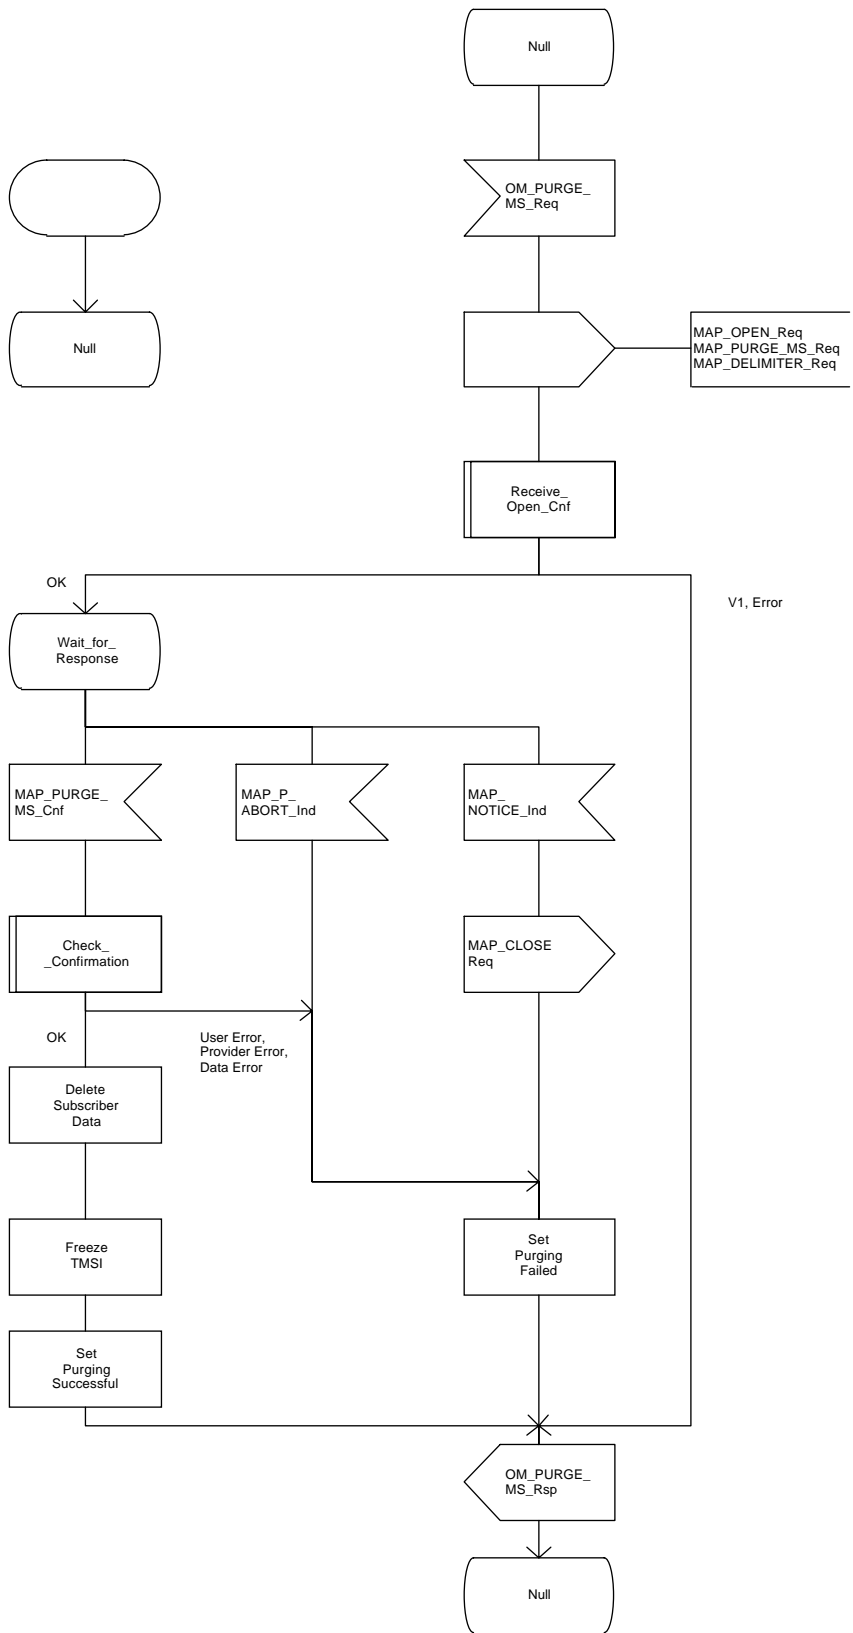 Null
OM_PURGE_
MS_Req
Null
MAP_OPEN_Req
MAP_PURGE_MS_Req
MAP_DELIMITER_Req
Receive_
Open_Cnf
OK
V1, Error
Wait_for_
Response
MAP_PURGE_
MS_Cnf
MAP_P_
ABORT_Ind
MAP_
NOTICE_Ind
Check_
_Confirmation
MAP_CLOSE
Req
OK
User Error,
Provider Error,
Data Error
Delete
Subscriber
Data
Freeze
TMSI
Set
Purging
Failed
Set
Purging
Successful
OM_PURGE_
MS_Rsp
Null